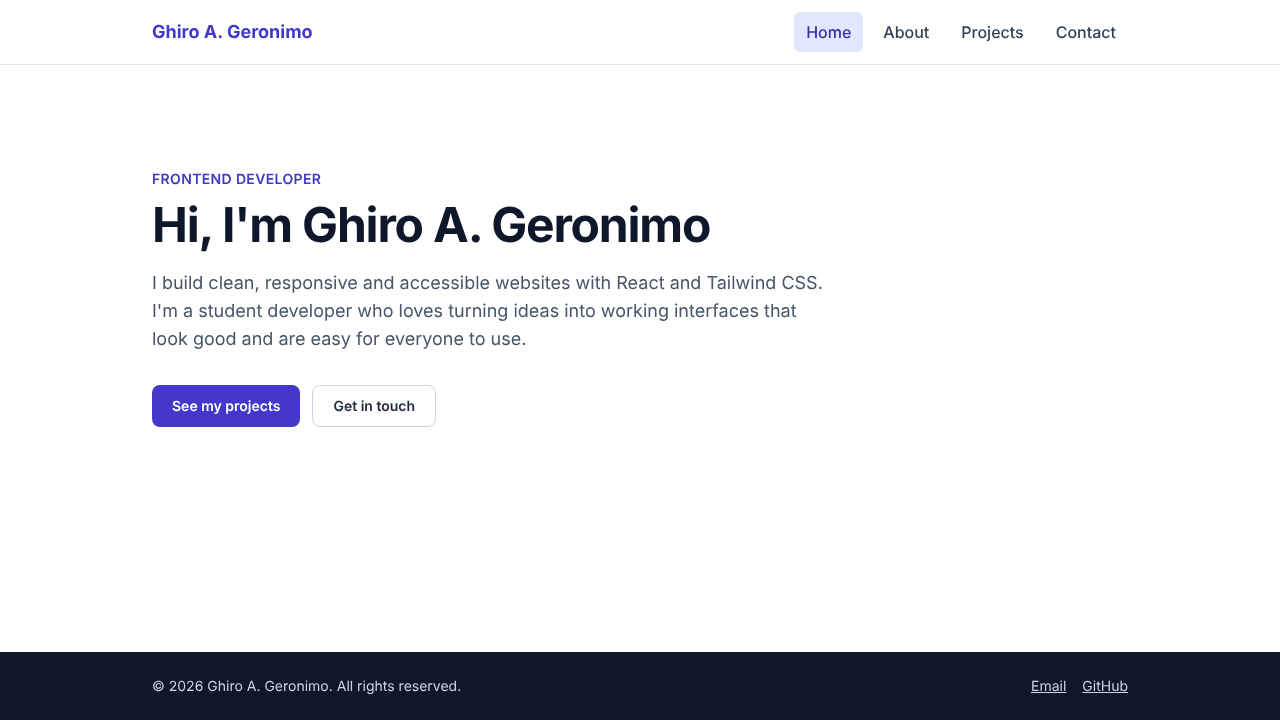 Ghiro A. Geronimo
Home About Projects Contact
FRONTEND DEVELOPER
Hi, I'm Ghiro A. Geronimo
I build clean, responsive and accessible websites with React and Tailwind CSS.
I'm a student developer who loves turning ideas into working interfaces that
look good and are easy for everyone to use.
See my projects Get in touch
© 2026 Ghiro A. Geronimo. All rights reserved.
Email GitHub